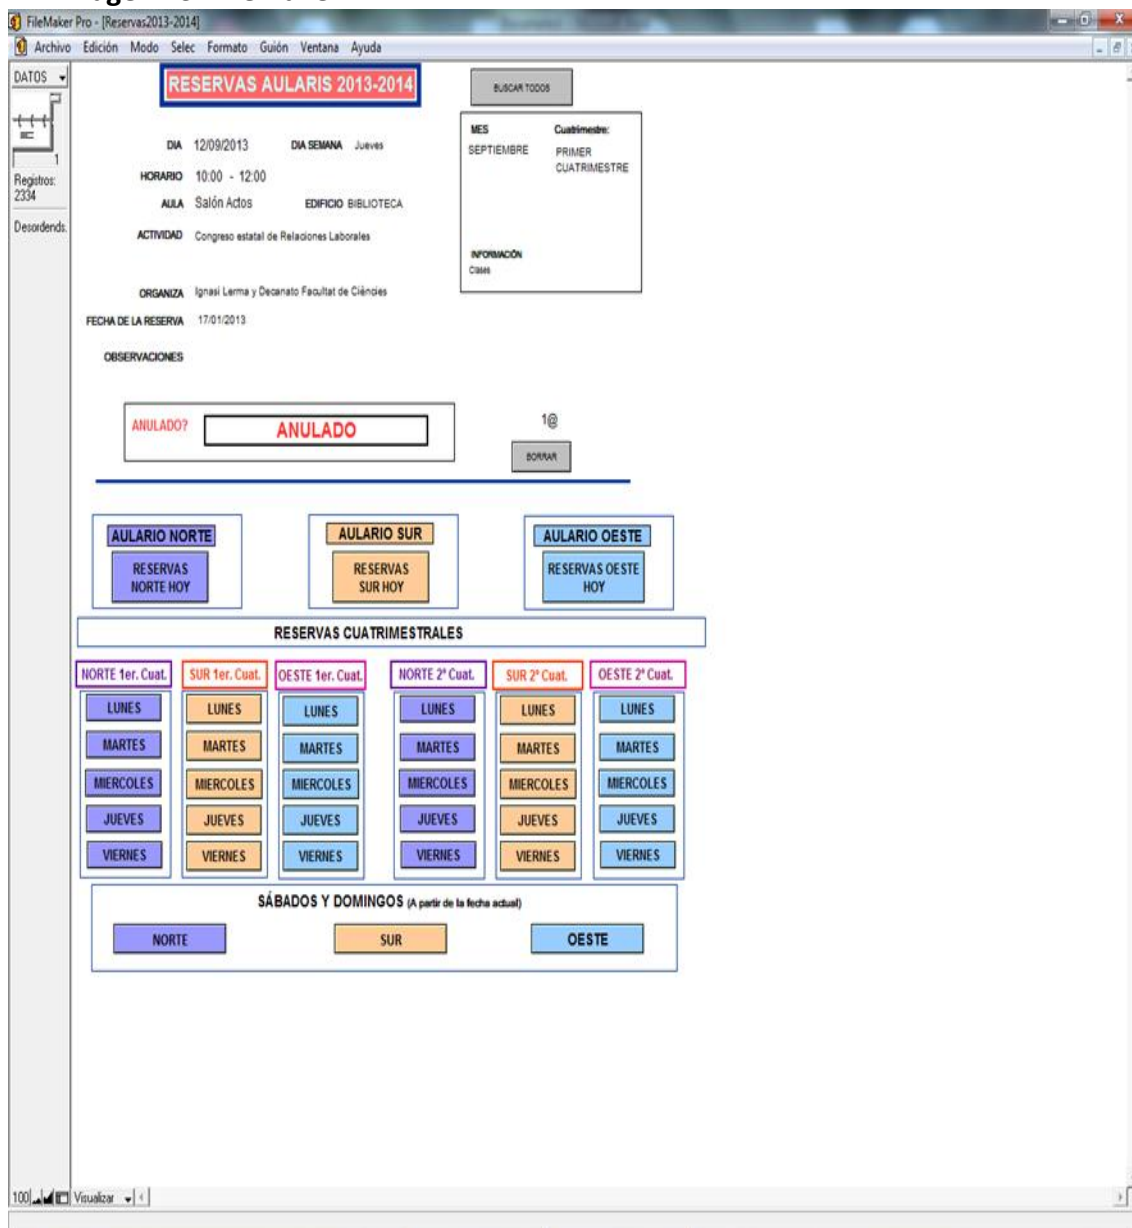 FileMaker Pro - [Reservas2013-2014]
Archivo Edición Modo Selec Formato Guión Ventana Ayuda
DATOS
1
Registros:
2334
Desordends.
RESERVAS AULARIS 2013-2014
BUSCAR TODOS
DIA 12/09/2013 DIA SEMANA Jueves
HORARIO 10:00 - 12:00
AULA Salón Actos EDIFICIO BIBLIOTECA
ACTIVIDAD Congreso estatal de Relaciones Laborales
ORGANIZA Ignasi Lerma y Decanato Facultat de Ciències
FECHA DE LA RESERVA 17/01/2013
OBSERVACIONES
MES Cuatrimestre:
SEPTIEMBRE PRIMER
CUATRIMESTRE
INFORMACIÓN
Clases
ANULADO? ANULADO
1@
BORRAR
AULARIO NORTE AULARIO SUR AULARIO OESTE
RESERVAS RESERVAS RESERVAS OESTE
NORTE HOY SUR HOY HOY
RESERVAS CUATRIMESTRALES
NORTE 1er. Cuat. SUR 1er. Cuat. OESTE 1er. Cuat. NORTE 2º Cuat. SUR 2º Cuat. OESTE 2º Cuat.
LUNES LUNES LUNES LUNES LUNES LUNES
MARTES MARTES MARTES MARTES MARTES MARTES
MIERCOLES MIERCOLES MIERCOLES MIERCOLES MIERCOLES MIERCOLES
JUEVES JUEVES JUEVES JUEVES JUEVES JUEVES
VIERNES VIERNES VIERNES VIERNES VIERNES VIERNES
SÁBADOS Y DOMINGOS (A partir de la fecha actual)
NORTE SUR OESTE
100 Visualizar